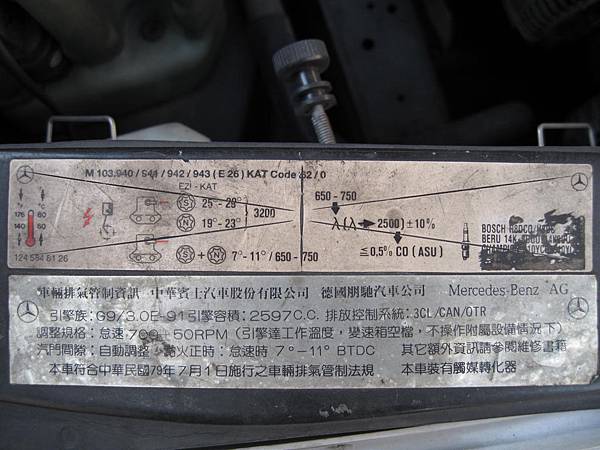 M 103.940/941/942/943 (E 26) KAT Code 62/0
EZI - KAT
°F °C
176 80
140 60
S 25 - 29°
N 19° - 23°
3200
S + N 7° - 11° / 650 - 750
650 - 750
λ (λ → 2500) ± 10%
≦ 0,5% CO (ASU)
BOSCH
BERU 14K
124 584 81 26
車輛排氣管制資訊 中華賓士汽車股份有限公司 德國朋馳汽車公司 Mercedes-Benz AG
引擎族: G9/3.0E-91 引擎容積: 2597C.C. 排放控制系統: 3CL/CAN/OTR
調整規格: 怠速 700±50RPM (引擎達工作溫度, 變速箱空檔, 不操作附屬設備情況下)
汽門間隙: 自動調整 點火正時: 怠速時 7°-11° BTDC 其它額外資訊請參閱維修書籍
本車符合中華民國79年7月1日施行之車輛排氣管制法規 本車裝有觸媒轉化器